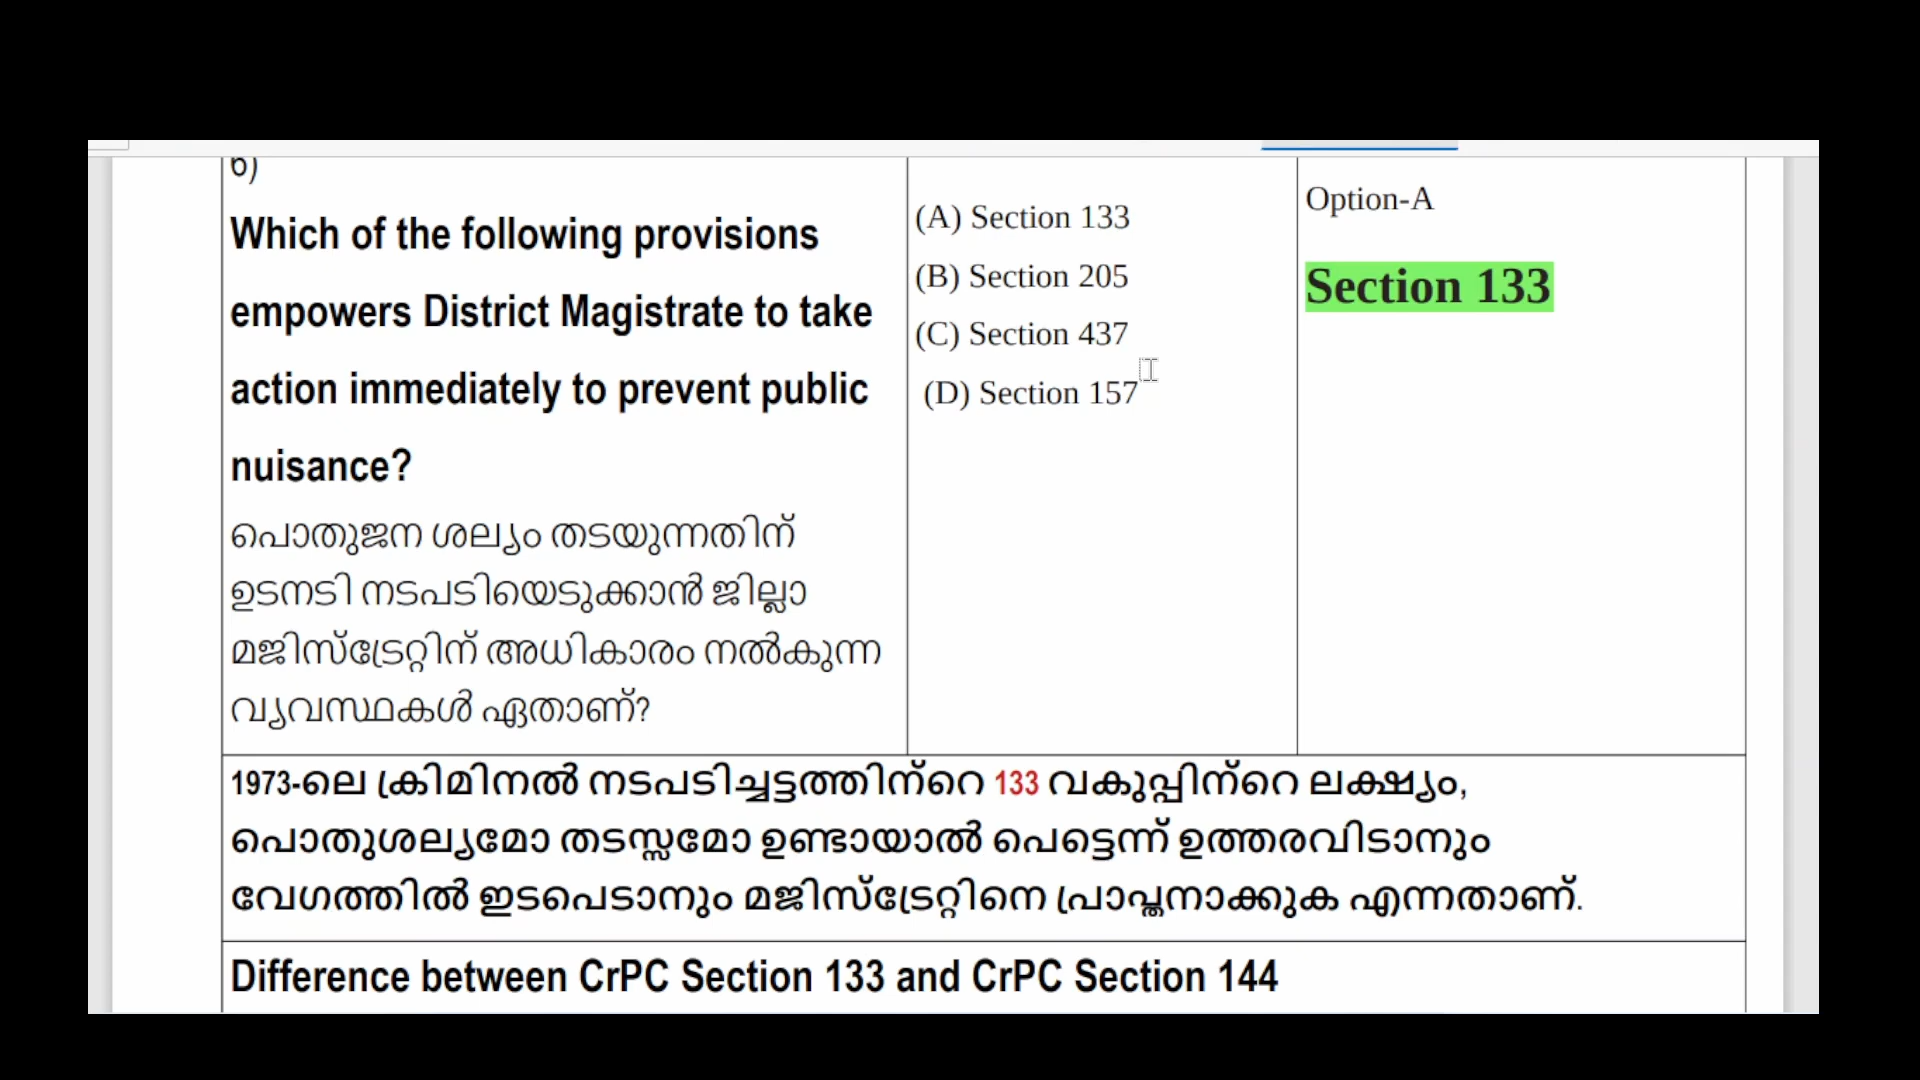 6)
Which of the following provisions
empowers District Magistrate to take
action immediately to prevent public
nuisance?
പൊതുജന ശല്യം തടയുന്നതിന്
ഉടനടി നടപടിയെടുക്കാൻ ജില്ലാ
മജിസ്ട്രേറ്റിന് അധികാരം നൽകുന്ന
വ്യവസ്ഥകൾ ഏതാണ്?
(A) Section 133
(B) Section 205
(C) Section 437
(D) Section 157
Option-A
Section 133
1973-ലെ ക്രിമിനൽ നടപടിച്ചട്ടത്തിന്റെ 133 വകുപ്പിന്റെ ലക്ഷ്യം,
പൊതുശല്യമോ തടസ്സമോ ഉണ്ടായാൽ പെട്ടെന്ന് ഉത്തരവിടാനും
വേഗത്തിൽ ഇടപെടാനും മജിസ്ട്രേറ്റിനെ പ്രാപ്തനാക്കുക എന്നതാണ്.
Difference between CrPC Section 133 and CrPC Section 144